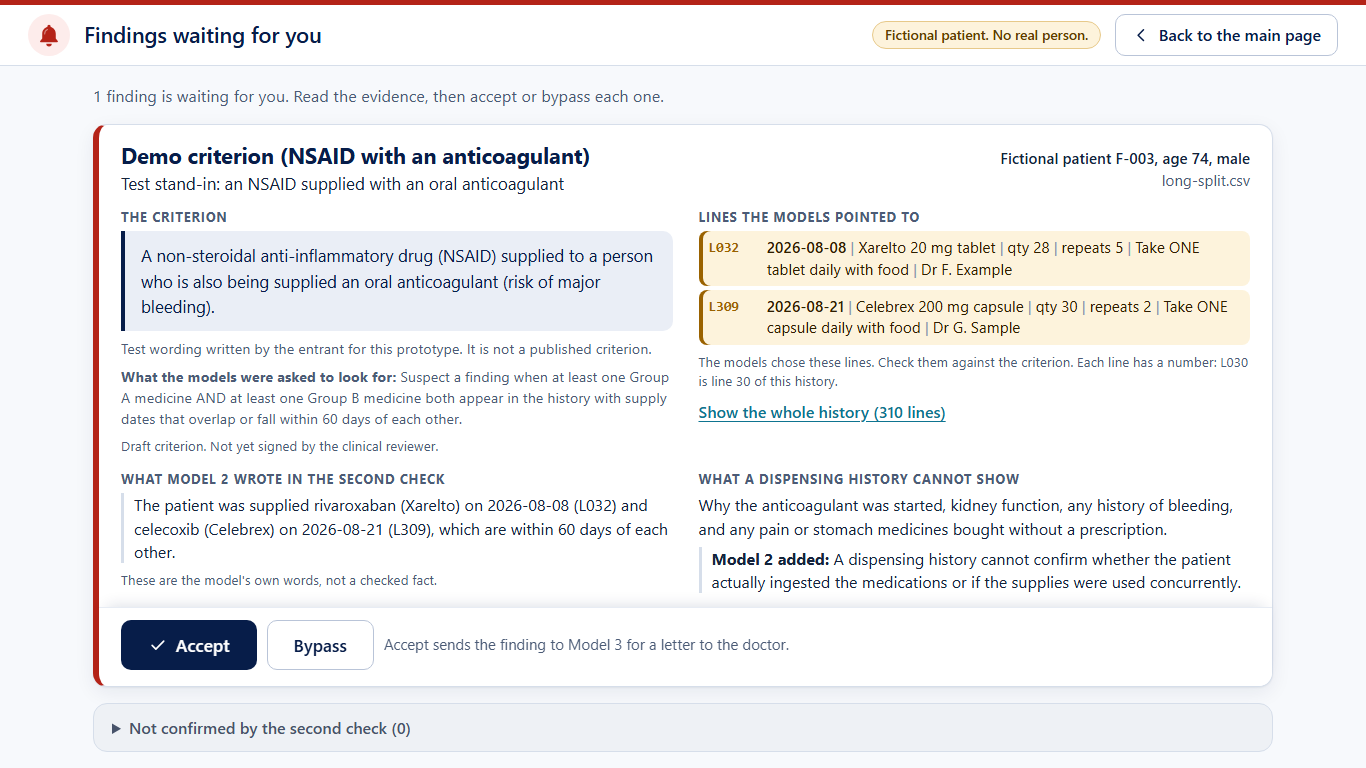 Findings waiting for you
Fictional patient. No real person.
Back to the main page
1 finding is waiting for you. Read the evidence, then accept or bypass each one.
Demo criterion (NSAID with an anticoagulant)
Test stand-in: an NSAID supplied with an oral anticoagulant
Fictional patient F-003, age 74, male
long-split.csv
THE CRITERION
A non-steroidal anti-inflammatory drug (NSAID) supplied to a person
who is also being supplied an oral anticoagulant (risk of major
bleeding).
Test wording written by the entrant for this prototype. It is not a published criterion.
What the models were asked to look for: Suspect a finding when at least one Group
A medicine AND at least one Group B medicine both appear in the history with supply
dates that overlap or fall within 60 days of each other.
Draft criterion. Not yet signed by the clinical reviewer.
LINES THE MODELS POINTED TO
L032 2026-08-08 | Xarelto 20 mg tablet | qty 28 | repeats 5 | Take ONE
tablet daily with food | Dr F. Example
L309 2026-08-21 | Celebrex 200 mg capsule | qty 30 | repeats 2 | Take ONE
capsule daily with food | Dr G. Sample
The models chose these lines. Check them against the criterion. Each line has a number: L030
is line 30 of this history.
Show the whole history (310 lines)
WHAT MODEL 2 WROTE IN THE SECOND CHECK
The patient was supplied rivaroxaban (Xarelto) on 2026-08-08 (L032) and
celecoxib (Celebrex) on 2026-08-21 (L309), which are within 60 days of each
other.
These are the model's own words, not a checked fact.
WHAT A DISPENSING HISTORY CANNOT SHOW
Why the anticoagulant was started, kidney function, any history of bleeding,
and any pain or stomach medicines bought without a prescription.
Model 2 added: A dispensing history cannot confirm whether the patient
actually ingested the medications or if the supplies were used concurrently.
Accept
Bypass
Accept sends the finding to Model 3 for a letter to the doctor.
Not confirmed by the second check (0)